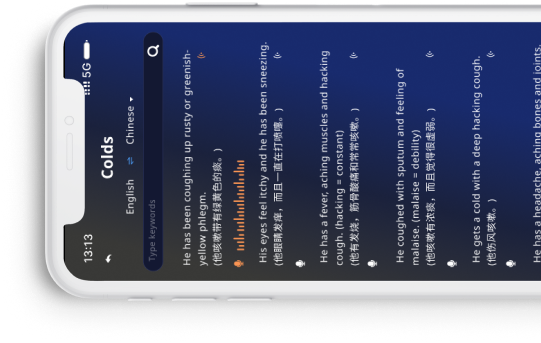 13:13
5G
Colds
English ⇌ Chinese ▾
Type keywords
He has been coughing up rusty or greenish-
yellow phlegm.
(他咳嗽带有绿黄色的痰。)
His eyes feel itchy and he has been sneezing.
(他眼睛发痒，而且一直在打喷嚏。)
He has a fever, aching muscles and hacking
cough. (hacking = constant)
(他有发烧，筋骨酸痛和常常咳嗽。)
He coughed with sputum and feeling of
malaise. (malaise = debility)
(他咳嗽有浓痰，而且觉得很虚弱。)
He gets a cold with a deep hacking cough.
(他伤风咳嗽。)
He has a headache, aching bones and joints.